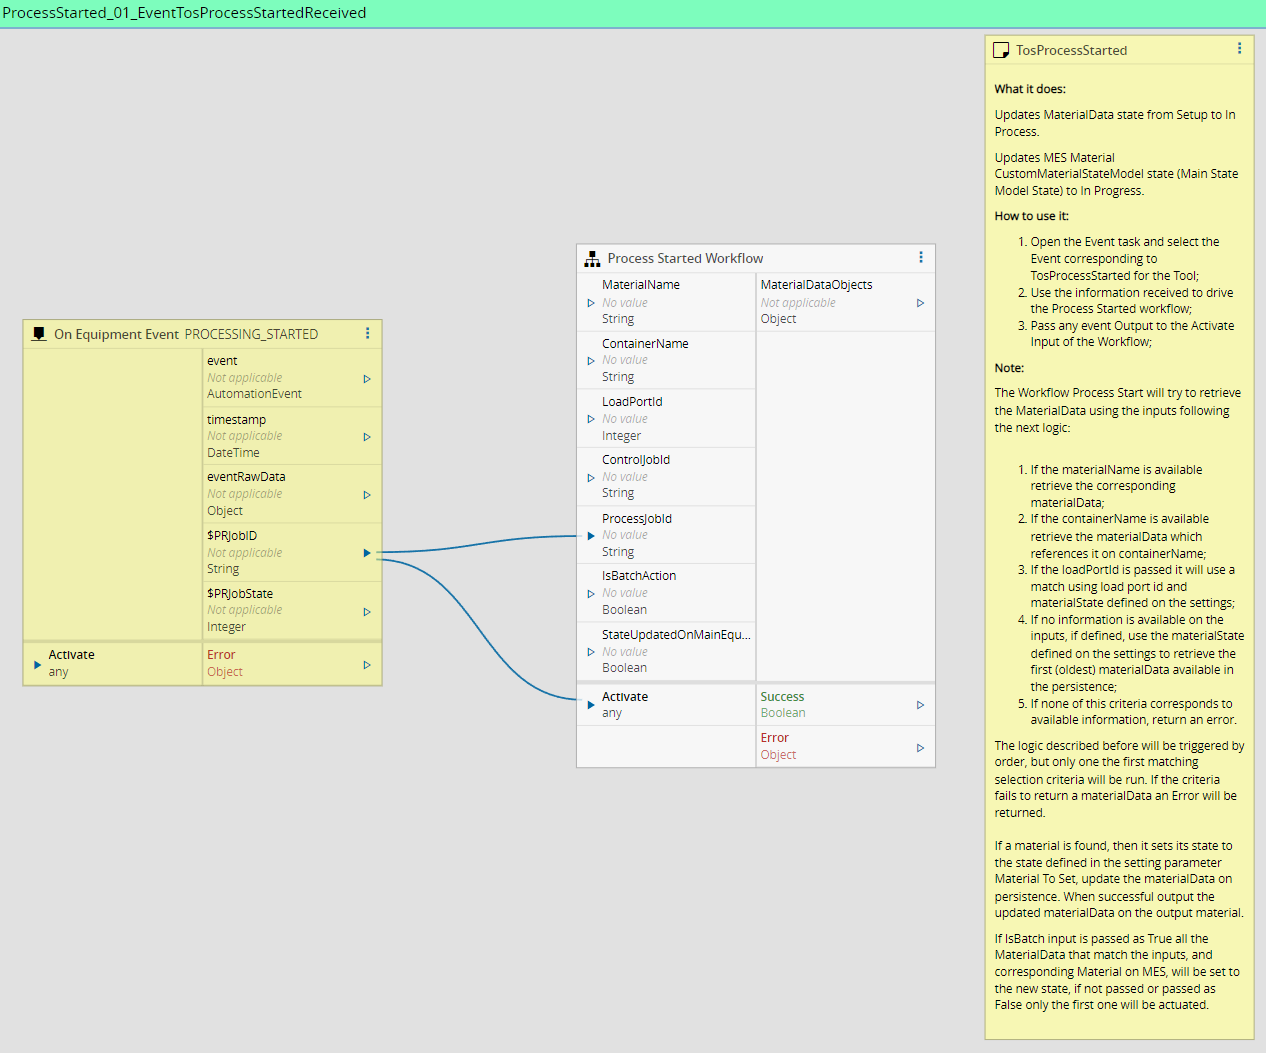 ProcessStarted_01_EventTosProcessStartedReceived
On Equipment Event PROCESSING_STARTED
event
Not applicable
AutomationEvent
timestamp
Not applicable
DateTime
eventRawData
Not applicable
Object
$PRJobID
Not applicable
String
$PRJobState
Not applicable
Integer
Activate
any
Error
Object
Process Started Workflow
MaterialName
No value
String
ContainerName
No value
String
LoadPortId
No value
Integer
ControlJobId
No value
String
ProcessJobId
No value
String
IsBatchAction
No value
Boolean
StateUpdatedOnMainEqu...
No value
Boolean
MaterialDataObjects
Not applicable
Object
Activate
any
Success
Boolean
Error
Object
TosProcessStarted
What it does:
Updates MaterialData state from Setup to In
Process.
Updates MES Material
CustomMaterialStateModel state (Main State
Model State) to In Progress.
How to use it:
1. Open the Event task and select the
Event corresponding to
TosProcessStarted for the Tool;
2. Use the information received to drive
the Process Started workflow;
3. Pass any event Output to the Activate
Input of the Workflow;
Note:
The Workflow Process Start will try to retrieve
the MaterialData using the inputs following
the next logic:
1. If the materialName is available
retrieve the corresponding
materialData;
2. If the containerName is available
retrieve the materialData which
references it on containerName;
3. If the loadPortId is passed it will use a
match using load port id and
materialState defined on the settings;
4. If no information is available on the
inputs, if defined, use the materialState
defined on the settings to retrieve the
first (oldest) materialData available in
the persistence;
5. If none of this criteria corresponds to
available information, return an error.
The logic described before will be triggered by
order, but only one the first matching
selection criteria will be run. If the criteria
fails to return a materialData an Error will be
returned.
If a material is found, then it sets its state to
the state defined in the setting parameter
Material To Set, update the materialData on
persistence. When successful output the
updated materialData on the output material.
If IsBatch input is passed as True all the
MaterialData that match the inputs, and
corresponding Material on MES, will be set to
the new state, if not passed or passed as
False only the first one will be actuated.